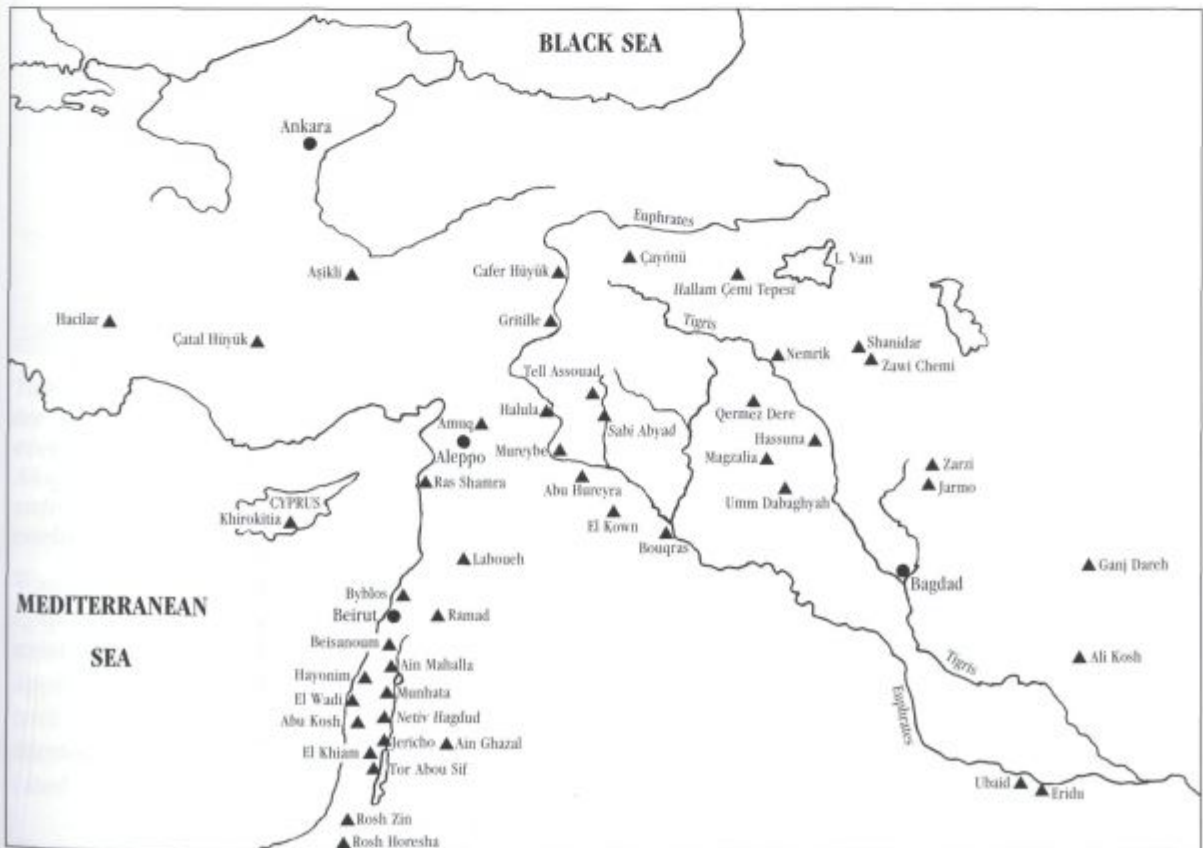 BLACK SEA
Ankara
Euphrates
Çayönü
L. Van
Aşikli
Cafer Hüyük
Hallam Çemi Tepesi
Hacilar
Gritille
Tigris
Çatal Hüyük
Shanidar
Nemrik
Zawi Chemi
Tell Assouad
Halula
Qermez Dere
Amuq
Sabi Abyad
Hassuna
Aleppo
Mureybe
Magzalia
Zarzi
Ras Shamra
Abu Hureyra
Jarmo
Umm Dabaghyah
CYPRUS
El Kown
Khirokitia
Bouqras
Laboueh
Ganj Dareh
Bagdad
Byblos
MEDITERRANEAN
SEA
Beirut
Ramad
Beisanoum
Ain Mahalla
Ali Kosh
Tigris
Hayonim
Munhata
El Wadi
Euphrates
Abu Kosh
Netiv Hagdud
Jericho
Ain Ghazal
El Khiam
Tor Abou Sif
Ubaid
Eridu
Rosh Zin
Rosh Horesha